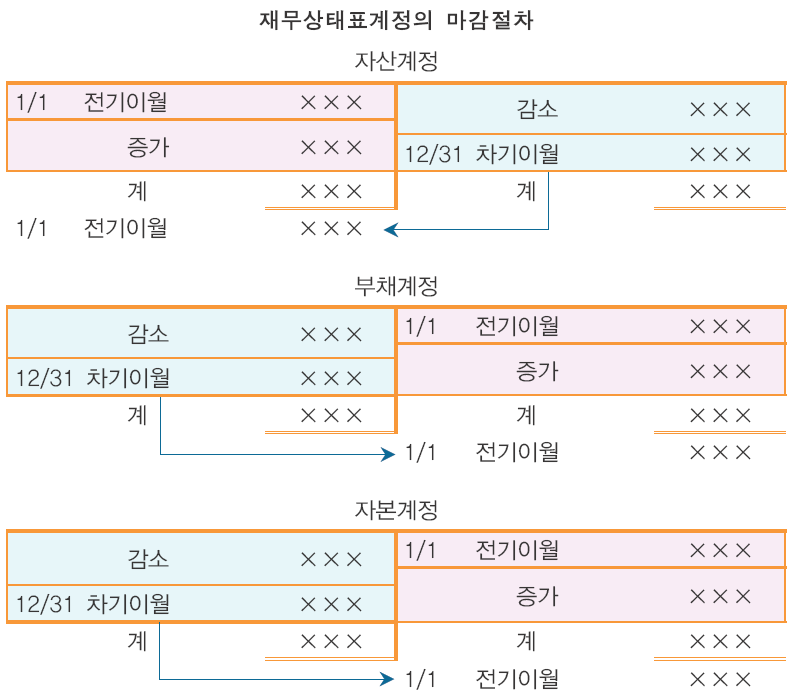 재무상태표계정의 마감절차
자산계정
1/1 전기이월 ××× 감소 ×××
증가 ××× 12/31 차기이월 ×××
계 ××× 계 ×××
1/1 전기이월 ×××
부채계정
감소 ××× 1/1 전기이월 ×××
12/31 차기이월 ××× 증가 ×××
계 ××× 계 ×××
1/1 전기이월 ×××
자본계정
감소 ××× 1/1 전기이월 ×××
12/31 차기이월 ××× 증가 ×××
계 ××× 계 ×××
1/1 전기이월 ×××